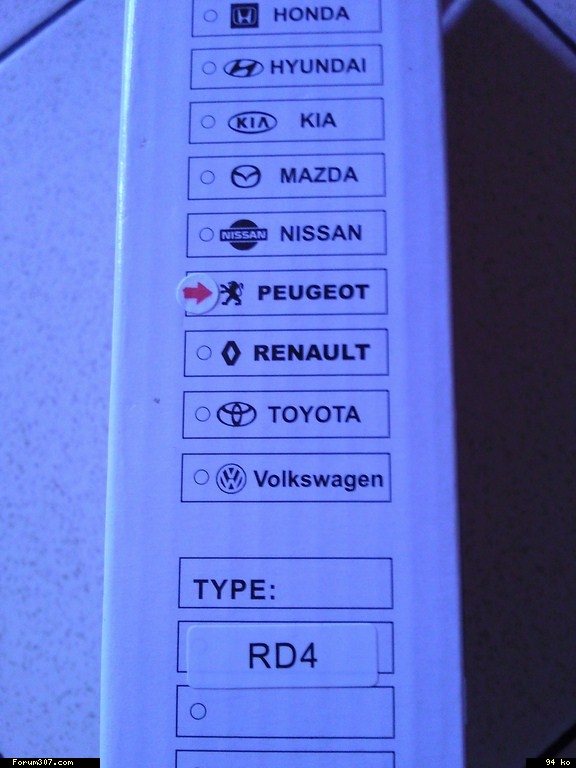 HONDA
HYUNDAI
KIA KIA
MAZDA
NISSAN NISSAN
PEUGEOT
RENAULT
TOYOTA
Volkswagen
TYPE:
RD4
Forum307.com
94 ko